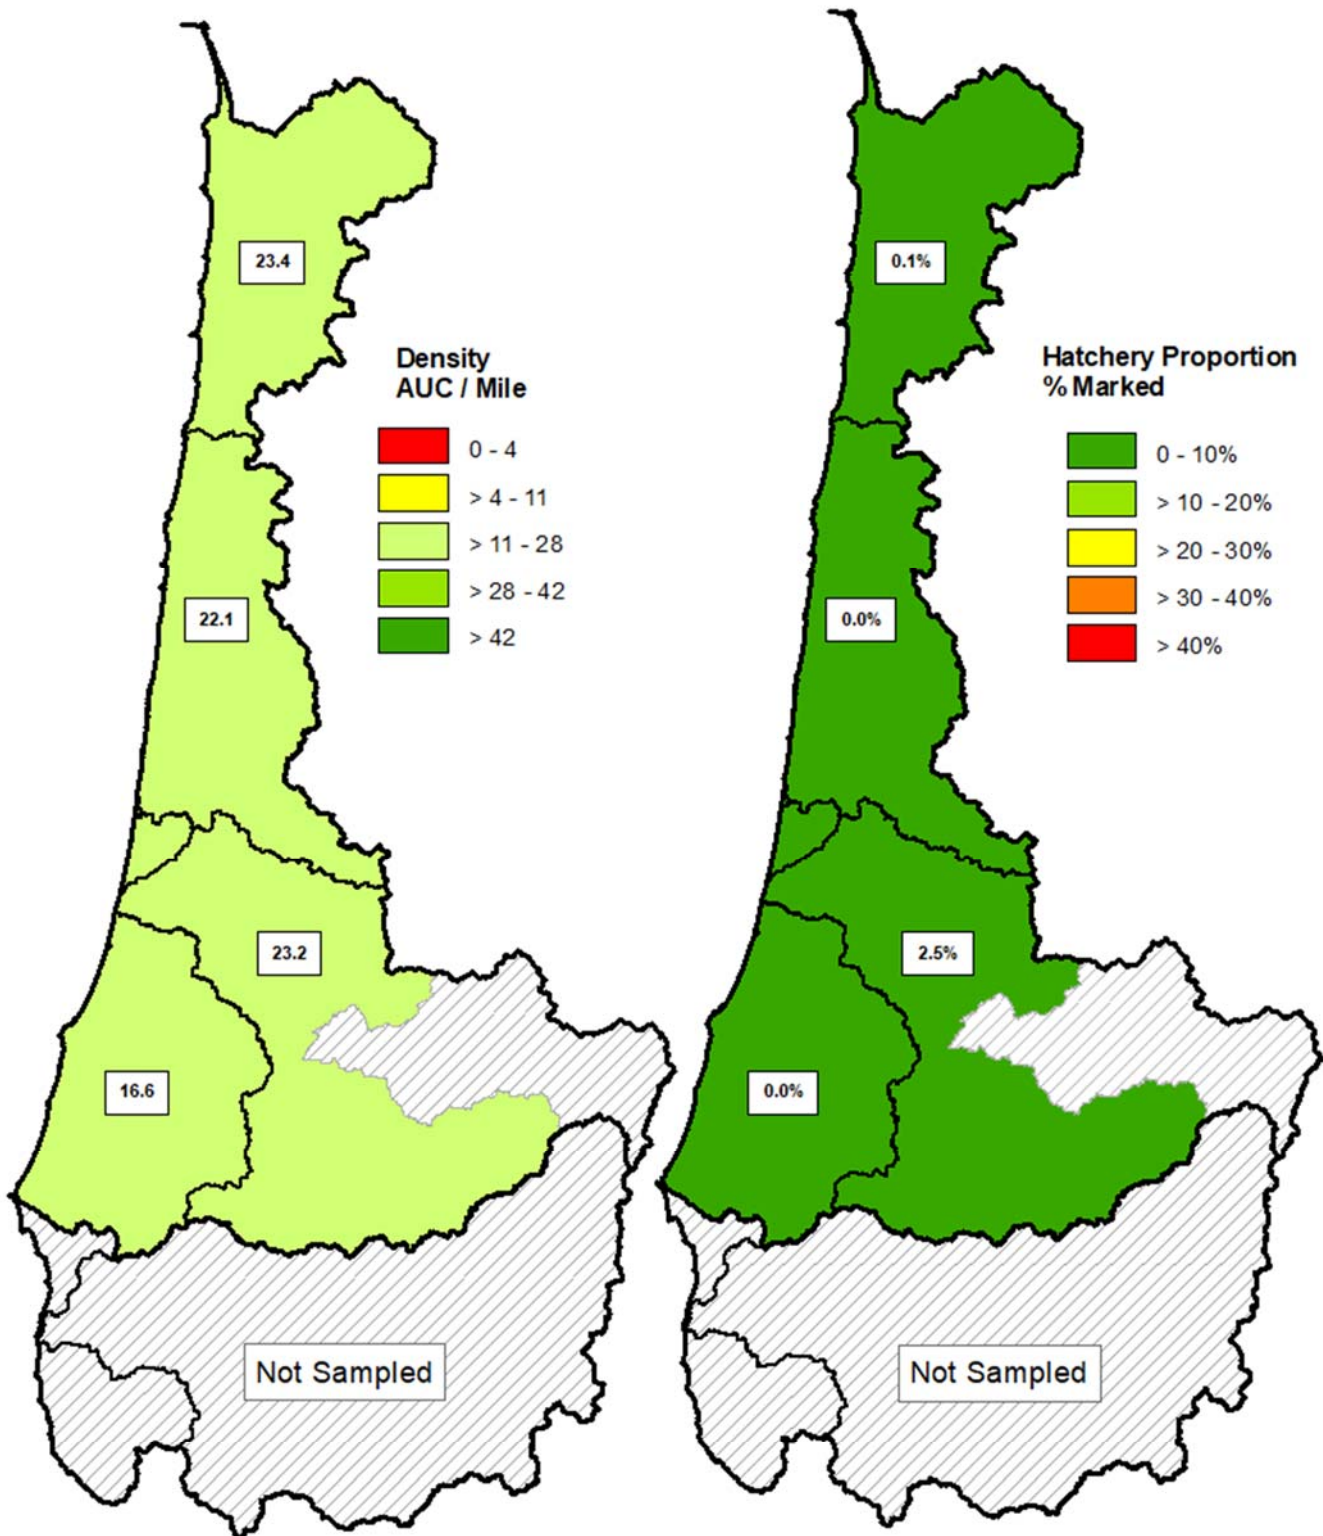 23.4
Density
AUC / Mile
0 - 4
> 4 - 11
> 11 - 28
> 28 - 42
> 42
22.1
23.2
16.6
Not Sampled
0.1%
Hatchery Proportion
% Marked
0 - 10%
> 10 - 20%
> 20 - 30%
> 30 - 40%
> 40%
0.0%
2.5%
0.0%
Not Sampled